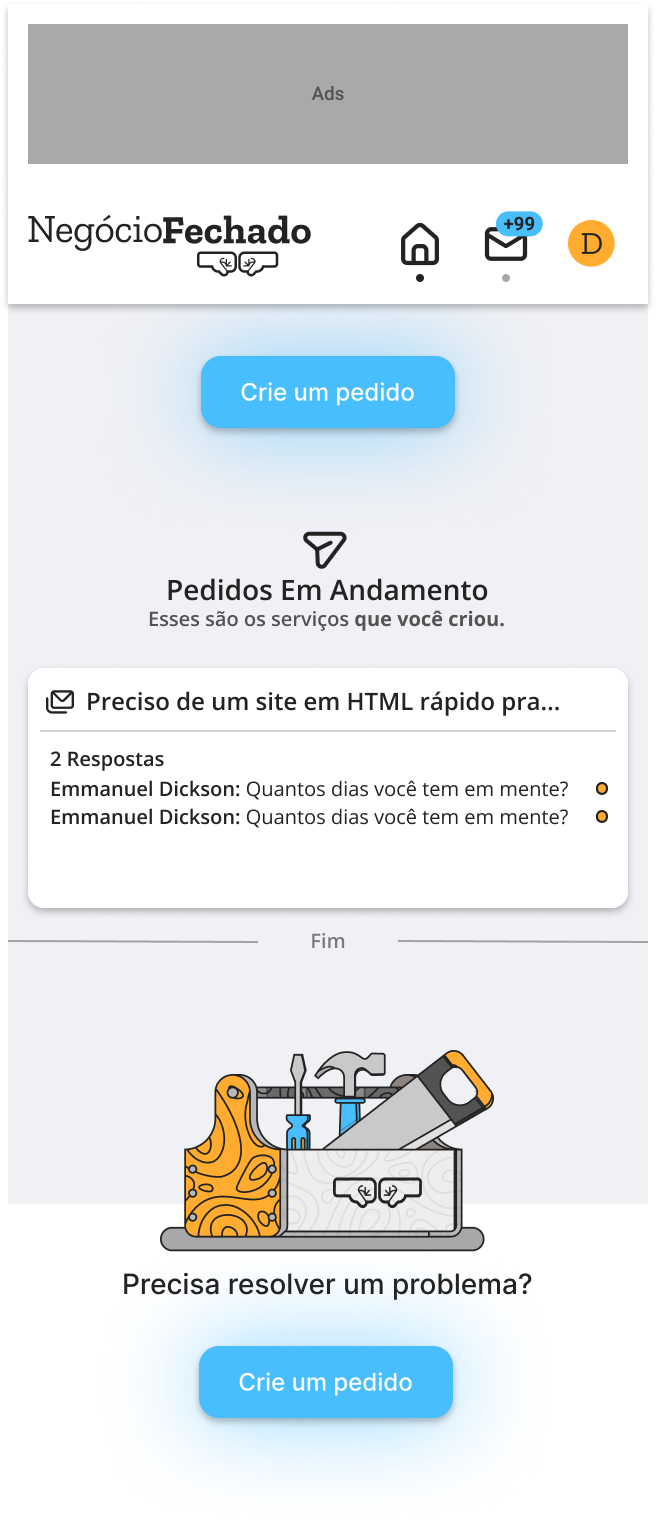 Ads
NegócioFechado
+99
D
Crie um pedido
Pedidos Em Andamento
Esses são os serviços que você criou.
Preciso de um site em HTML rápido pra...
2 Respostas
Emmanuel Dickson: Quantos dias você tem em mente?
Emmanuel Dickson: Quantos dias você tem em mente?
Fim
Precisa resolver um problema?
Crie um pedido